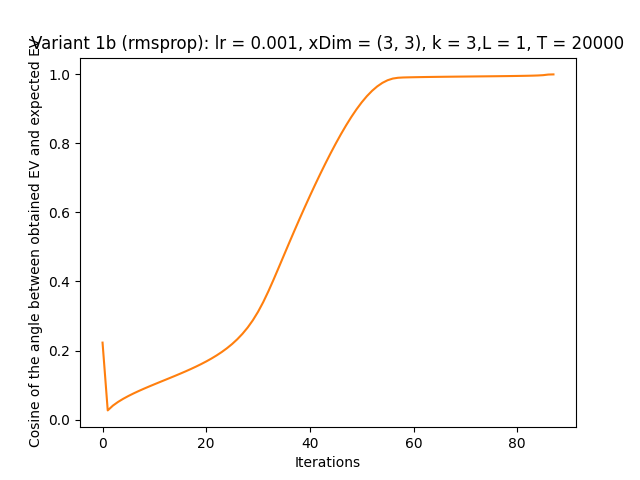 Variant 1b (rmsprop): lr = 0.001, xDim = (3, 3), k = 3,L = 1, T = 20000
Cosine of the angle between obtained EV and expected EV
1.0
0.8
0.6
0.4
0.2
0.0
0 20 40 60 80
Iterations